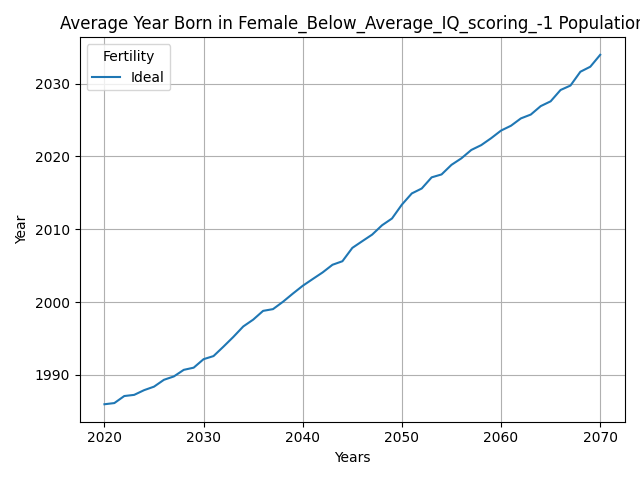 Average Year Born in Female_Below_Average_IQ_scoring_-1 Population
Fertility
Ideal
2030
2020
2010
2000
1990
Year
2020 2030 2040 2050 2060 2070
Years